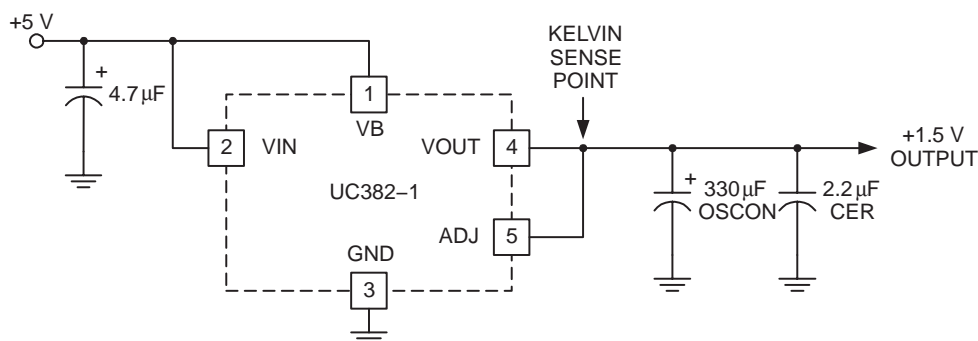 +5 V
+
4.7µF
KELVIN
SENSE
POINT
1
VB
2
VIN
VOUT
4
UC382–1
ADJ
5
GND
3
+1.5 V
OUTPUT
+
330µF
OSCON
2.2µF
CER